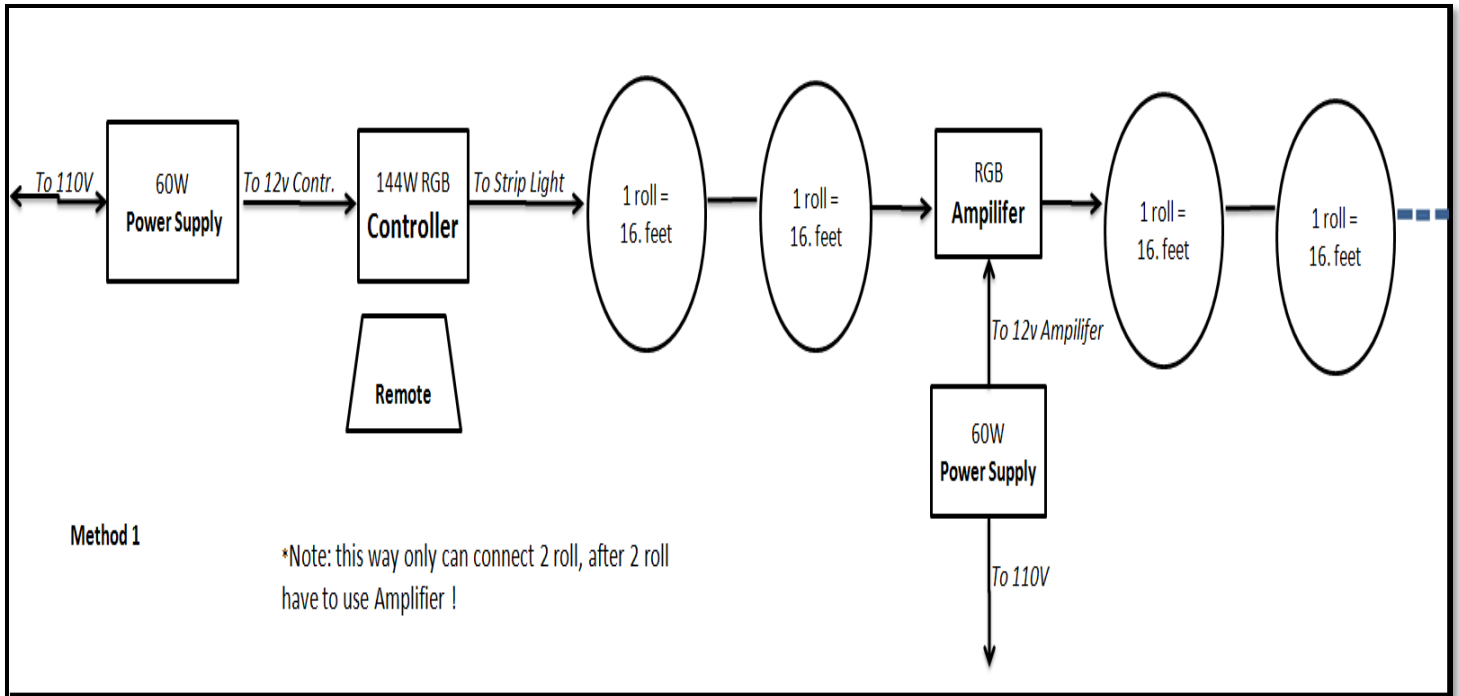 To 110V
60W
Power Supply
To 12v Contr.
144W RGB
Controller
To Strip Light
1 roll =
16. feet
1 roll =
16. feet
RGB
Ampilifer
1 roll =
16. feet
1 roll =
16. feet
To 12v Ampilifer
Remote
60W
Power Supply
Method 1
*Note: this way only can connect 2 roll, after 2 roll
have to use Amplifier !
To 110V